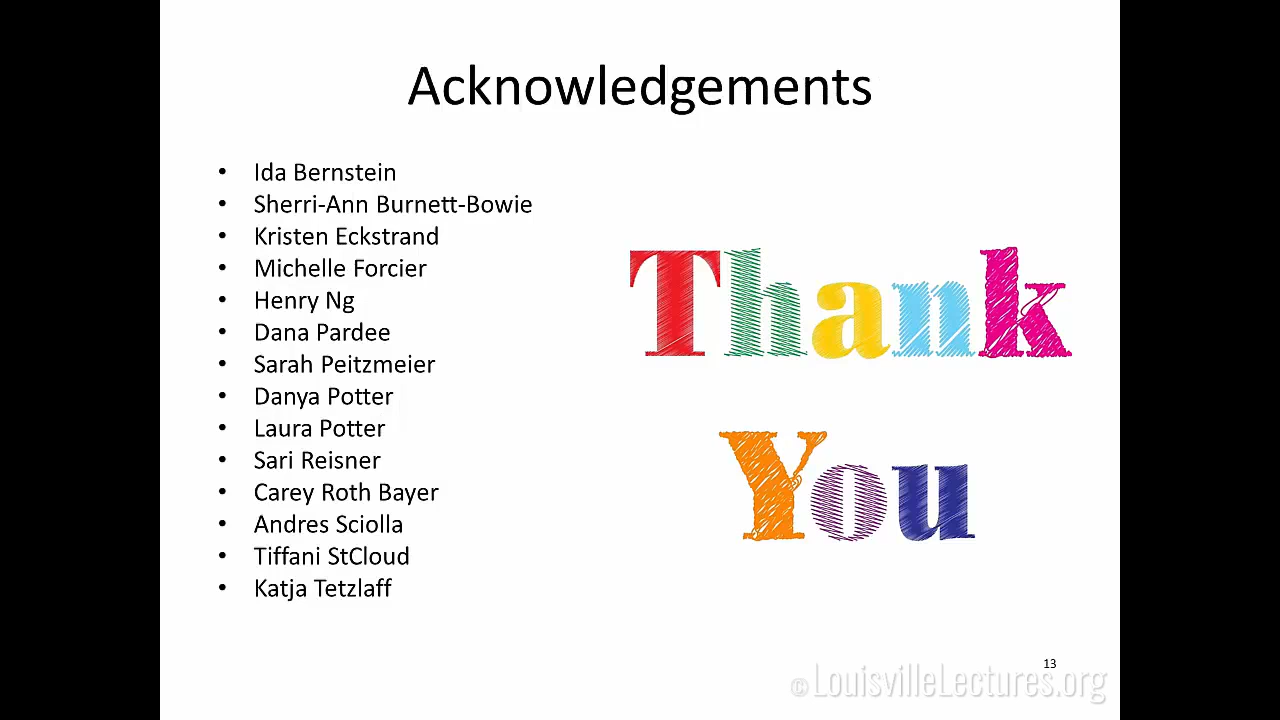 Acknowledgements
• Ida Bernstein
• Sherri-Ann Burnett-Bowie
• Kristen Eckstrand
• Michelle Forcier
• Henry Ng
• Dana Pardee
• Sarah Peitzmeier
• Danya Potter
• Laura Potter
• Sari Reisner
• Carey Roth Bayer
• Andres Sciolla
• Tiffani StCloud
• Katja Tetzlaff
Thank
You
13
©LouisvilleLectures.org